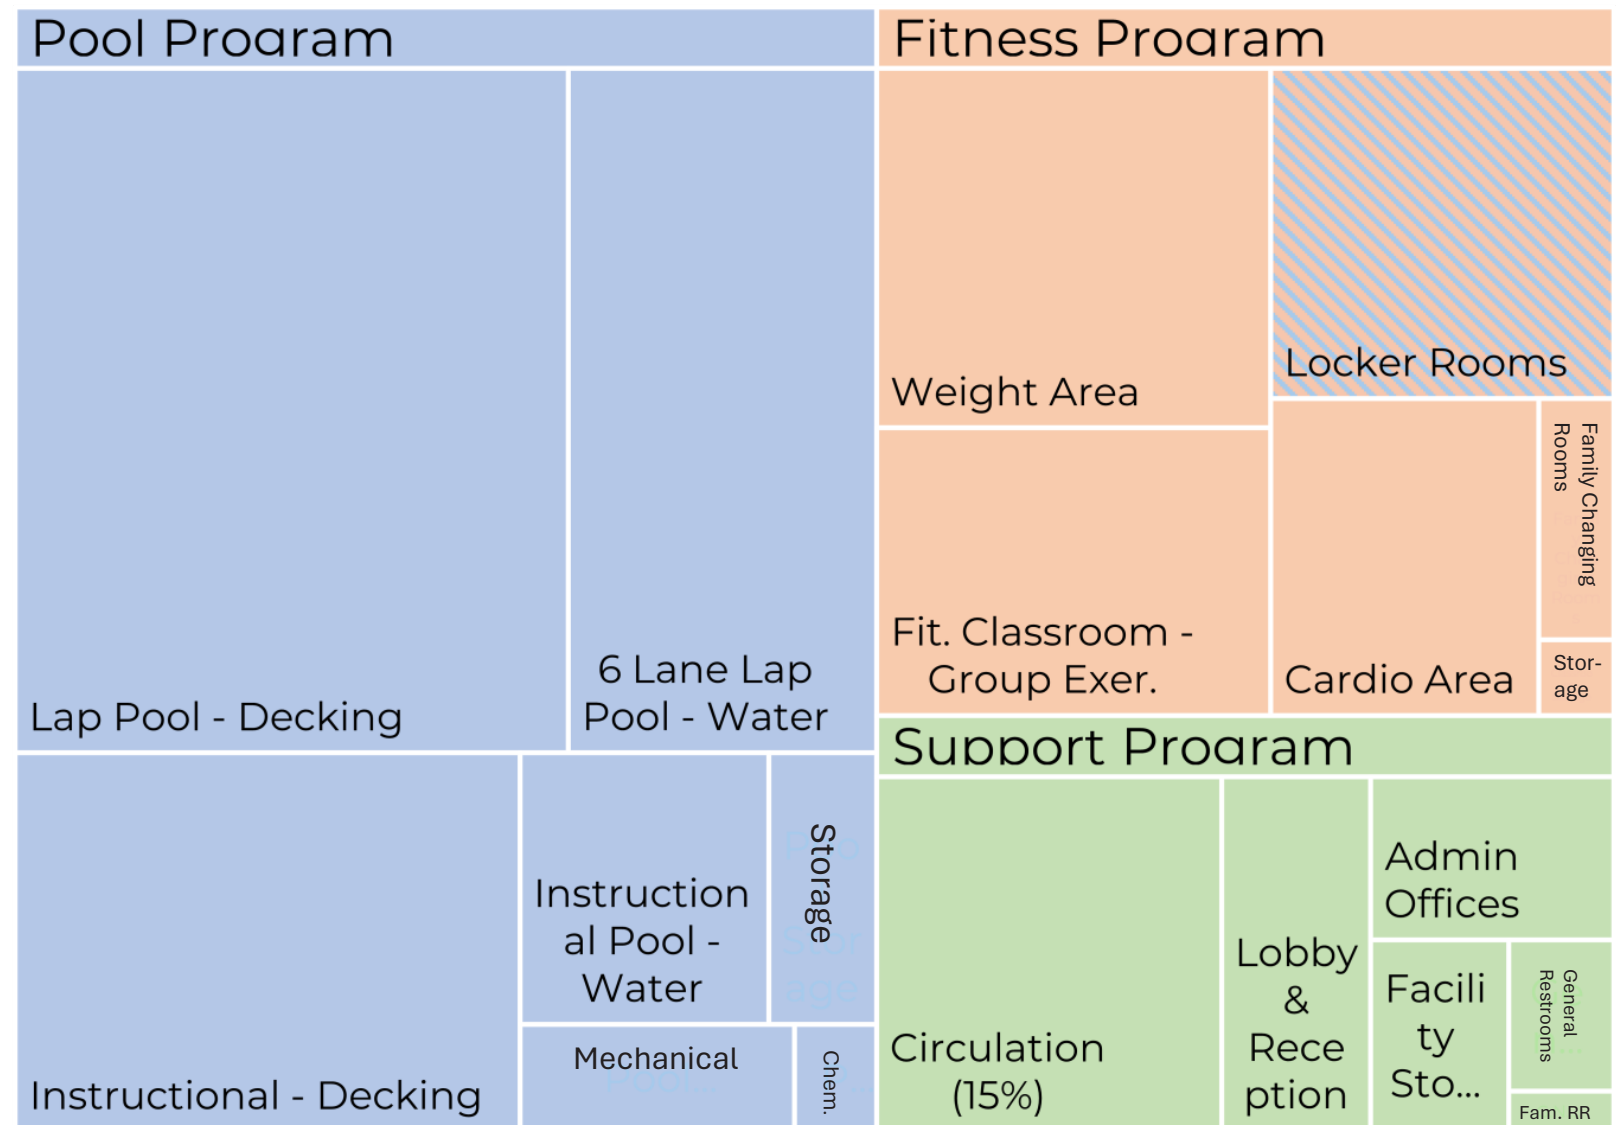 Pool Program
Lap Pool - Decking
6 Lane Lap
Pool - Water
Instructional - Decking
Instruction
al Pool -
Water
Storage
Mechanical
Chem.
Fitness Program
Weight Area
Locker Rooms
Fit. Classroom -
Group Exer.
Cardio Area
Family Changing
Rooms
Stor-
age
Support Program
Circulation
(15%)
Lobby
&
Rece
ption
Admin
Offices
Facili
ty
Sto...
General
Restrooms
Fam. RR